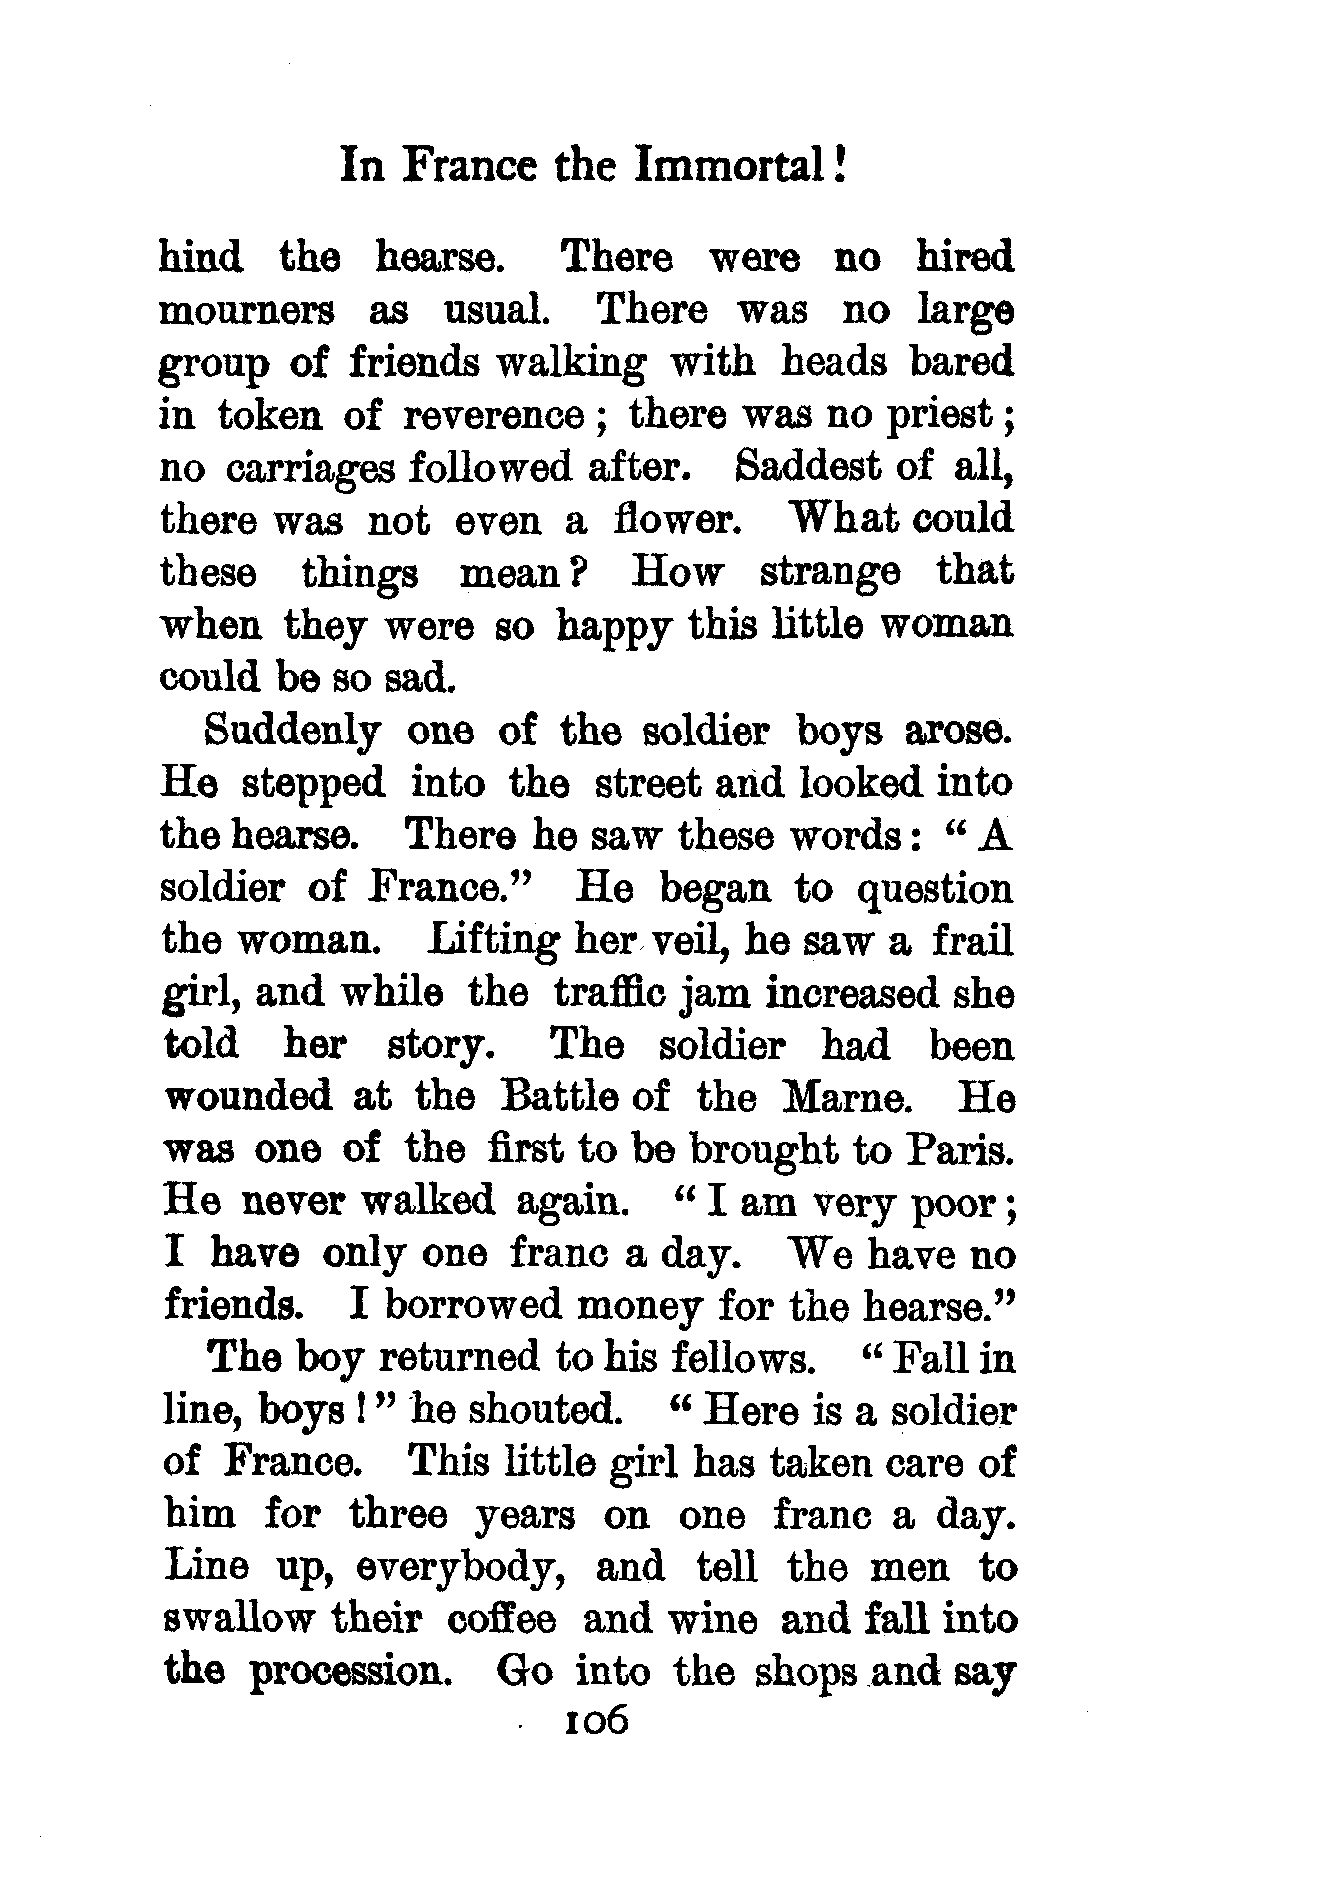 In France the Immortal!
hind the hearse. There were no hired
mourners as usual. There was no large
group of friends walking with heads bared
in token of reverence; there was no priest;
no carriages followed after. Saddest of all,
there was not even a flower. What could
these things mean? How strange that
when they were so happy this little woman
could be so sad.
Suddenly one of the soldier boys arose.
He stepped into the street and looked into
the hearse. There he saw these words: "A
soldier of France." He began to question
the woman. Lifting her veil, he saw a frail
girl, and while the traffic jam increased she
told her story. The soldier had been
wounded at the Battle of the Marne. He
was one of the first to be brought to Paris.
He never walked again. "I am very poor;
I have only one franc a day. We have no
friends. I borrowed money for the hearse."
The boy returned to his fellows. "Fall in
line, boys!" he shouted. "Here is a soldier
of France. This little girl has taken care of
him for three years on one franc a day.
Line up, everybody, and tell the men to
swallow their coffee and wine and fall into
the procession. Go into the shops and say
106